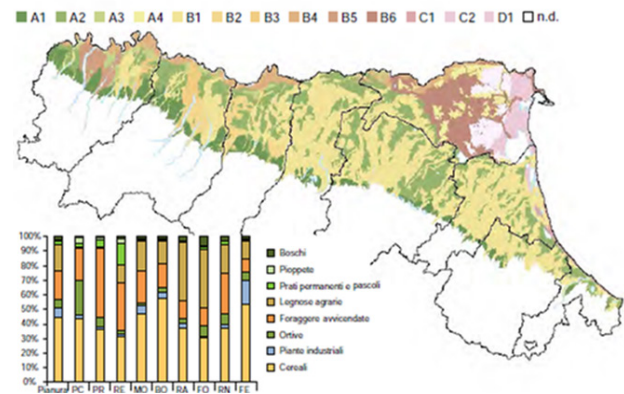 A1 A2 A3 A4 B1 B2 B3 B4 B5 B6 C1 C2 D1 n.d.
100%
90%
80%
70%
60%
50%
40%
30%
20%
10%
0%
Pianura PC PR RE MO BO RA FO RN FE
Boschi
Pioppete
Prati permanenti e pascoli
Legnose agrarie
Foraggere avvicendate
Ortive
Piante industriali
Cereali